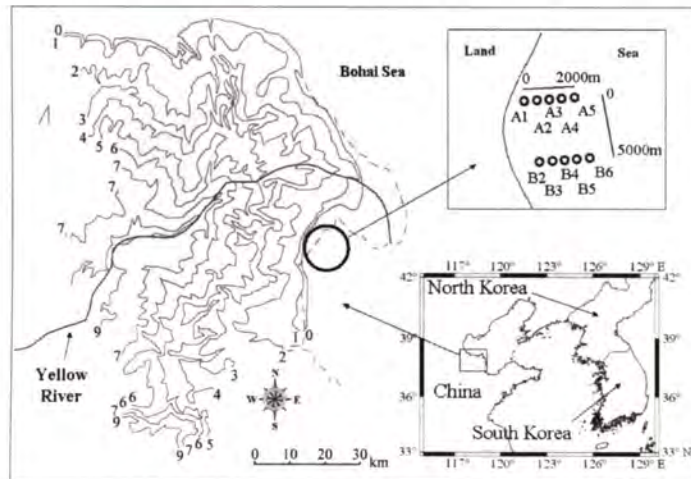 0
1
2
3
4
5
6
7
7
7
7
9
Bohai Sea
Yellow
River
7
9
7 6 6
7
9
9 7 6 5
4
3
2
1
0
N
W E
S
0 10 20 30
km
Land Sea
0 2000m
0
A1 A3 A5
A2 A4
5000m
B2 B4 B6
B3 B5
117° 120° 123° 126° 129° E
42° 42°
North Korea
39° 39°
China
36° 36°
South Korea
33° 33° N
117° 120° 123° 126° 129° E